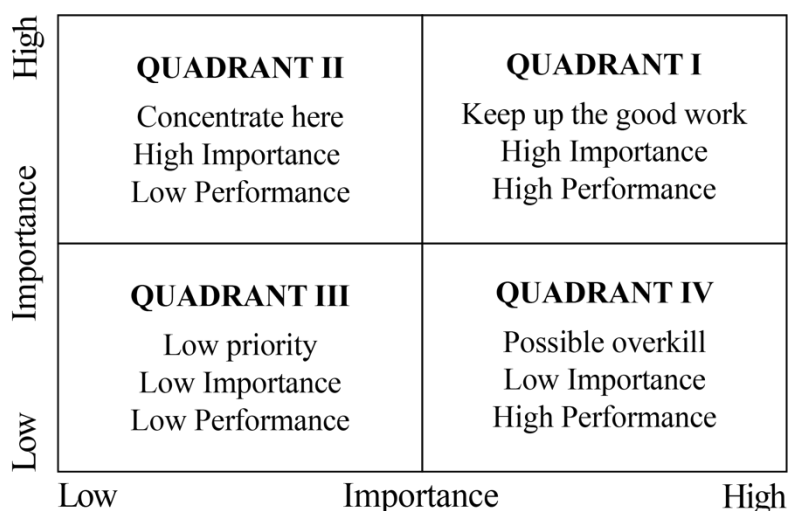 High
Importance
Low
QUADRANT II
Concentrate here
High Importance
Low Performance
QUADRANT I
Keep up the good work
High Importance
High Performance
QUADRANT III
Low priority
Low Importance
Low Performance
QUADRANT IV
Possible overkill
Low Importance
High Performance
Low Importance High